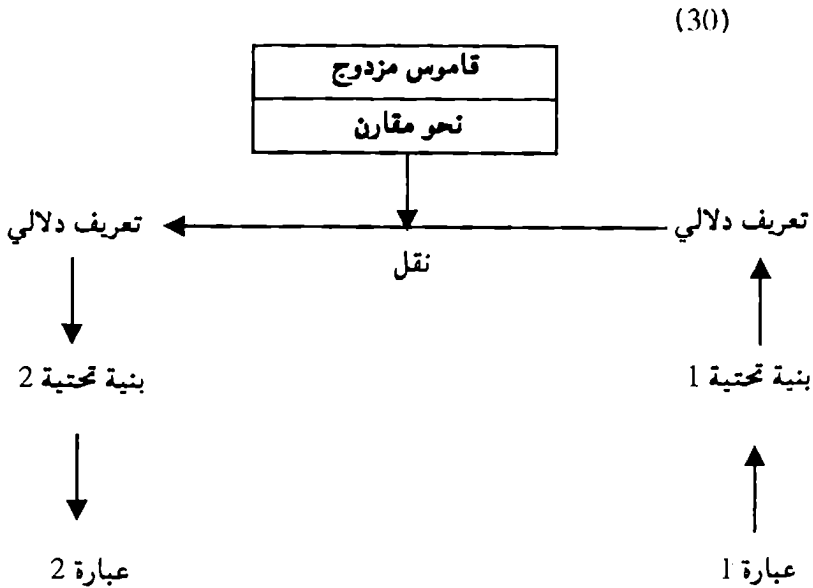 (30)
قاموس مزدوج
نحو مقارن
تعريف دلالي
تعريف دلالي
نقل
بنية تحتية 1
بنية تحتية 2
عبارة 1
عبارة 2